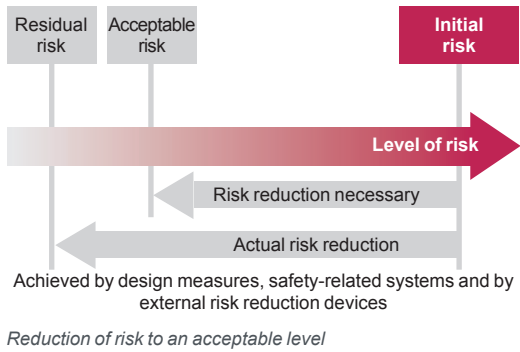 Residual
risk
Acceptable
risk
Initial
risk
Level of risk
Risk reduction necessary
Actual risk reduction
Achieved by design measures, safety-related systems and by
external risk reduction devices
Reduction of risk to an acceptable level